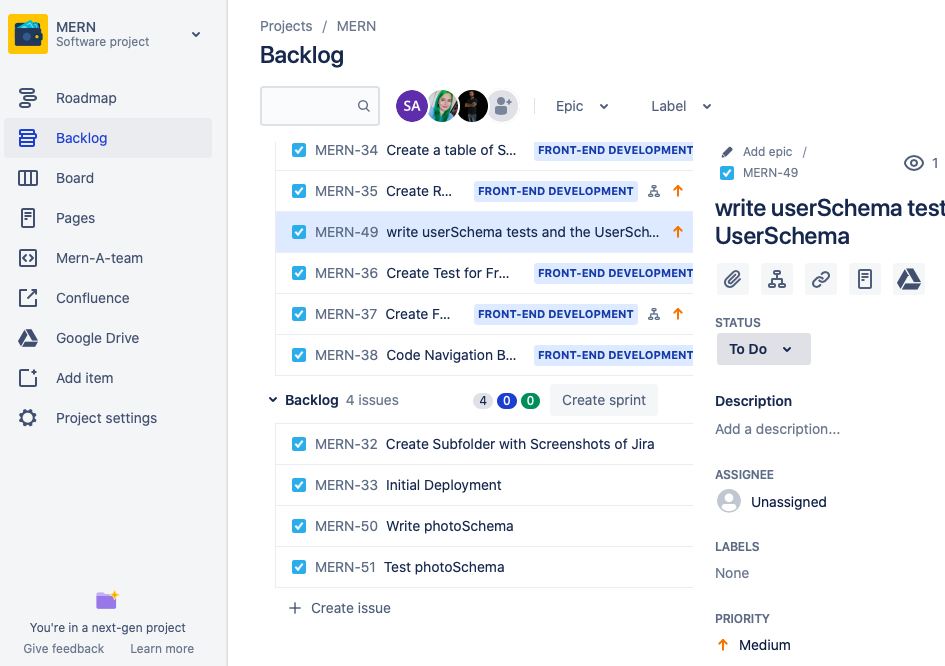 MERN
Software project
Roadmap
Backlog
Board
Pages
Mern-A-team
Confluence
Google Drive
Add item
Project settings
You're in a next-gen project
Give feedback Learn more
Projects / MERN
Backlog
SA
Epic
Label
MERN-34 Create a table of S... FRONT-END DEVELOPMENT
MERN-35 Create R... FRONT-END DEVELOPMENT
MERN-49 write userSchema tests and the UserSch...
MERN-36 Create Test for Fr... FRONT-END DEVELOPMENT
MERN-37 Create F... FRONT-END DEVELOPMENT
MERN-38 Code Navigation B... FRONT-END DEVELOPMENT
Backlog 4 issues 4 0 0 Create sprint
MERN-32 Create Subfolder with Screenshots of Jira
MERN-33 Initial Deployment
MERN-50 Write photoSchema
MERN-51 Test photoSchema
+ Create issue
Add epic /
MERN-49
1
write userSchema test
UserSchema
STATUS
To Do
Description
Add a description...
ASSIGNEE
Unassigned
LABELS
None
PRIORITY
Medium